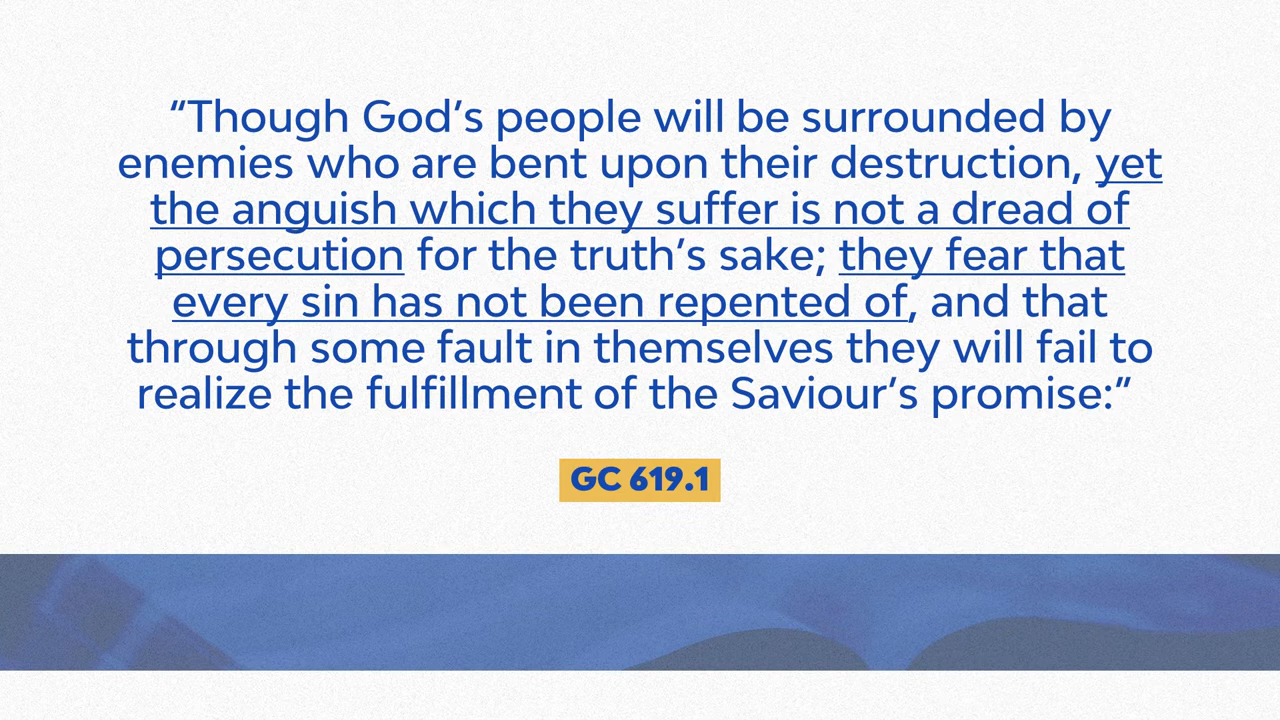 “Though God’s people will be surrounded by
enemies who are bent upon their destruction, yet
the anguish which they suffer is not a dread of
persecution for the truth’s sake; they fear that
every sin has not been repented of, and that
through some fault in themselves they will fail to
realize the fulfillment of the Saviour’s promise:”
GC 619.1